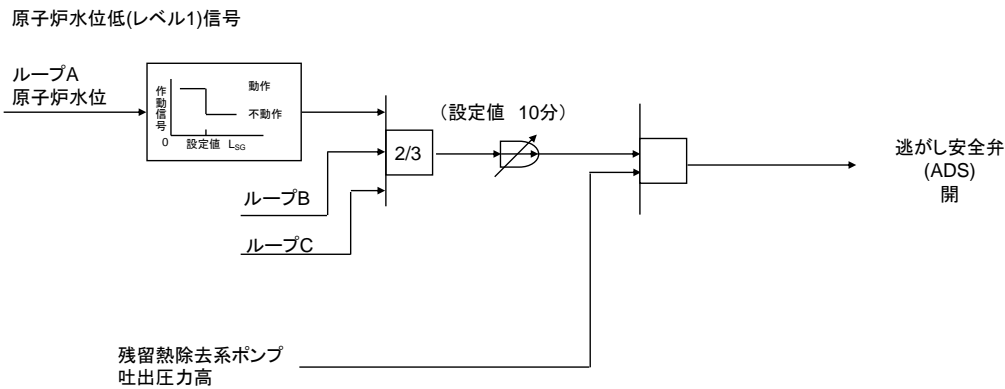 原子炉水位低(レベル1)信号
ループA
原子炉水位
作動信号
動作
不動作
0 設定値 LSG
ループB
ループC
2/3
（設定値 10分）
逃がし安全弁
(ADS)
開
残留熱除去系ポンプ
吐出圧力高